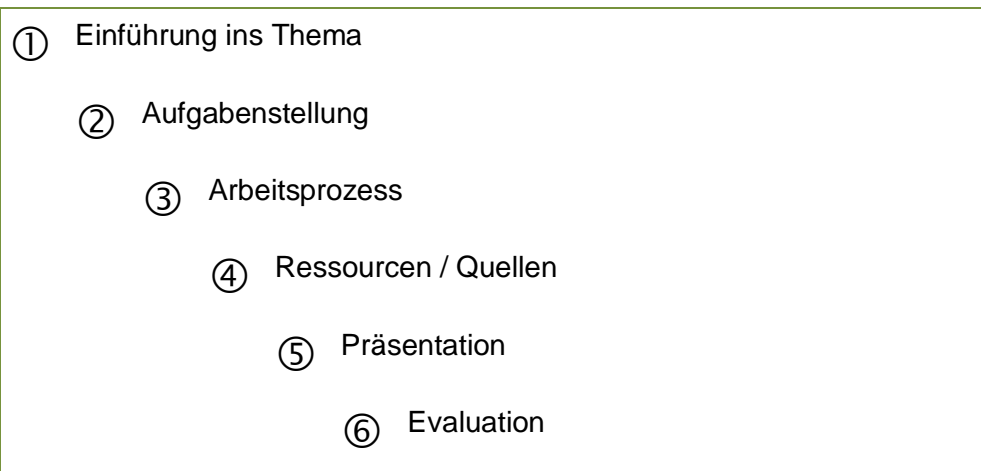 ① Einführung ins Thema
② Aufgabenstellung
③ Arbeitsprozess
④ Ressourcen / Quellen
⑤ Präsentation
⑥ Evaluation